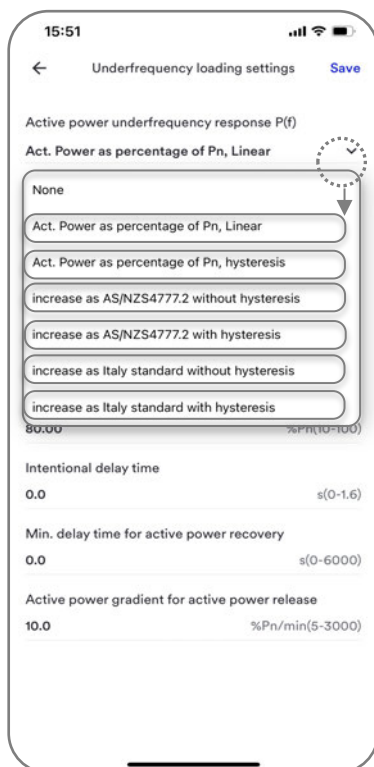 15:51
Underfrequency loading settings Save
Active power underfrequency response P(f)
Act. Power as percentage of Pn, Linear
None
Act. Power as percentage of Pn, Linear
Act. Power as percentage of Pn, hysteresis
increase as AS/NZS4777.2 without hysteresis
increase as AS/NZS4777.2 with hysteresis
increase as Italy standard without hysteresis
increase as Italy standard with hysteresis
80.00 %Pn(10-100)
Intentional delay time
0.0 s(0-1.6)
Min. delay time for active power recovery
0.0 s(0-6000)
Active power gradient for active power release
10.0 %Pn/min(5-3000)